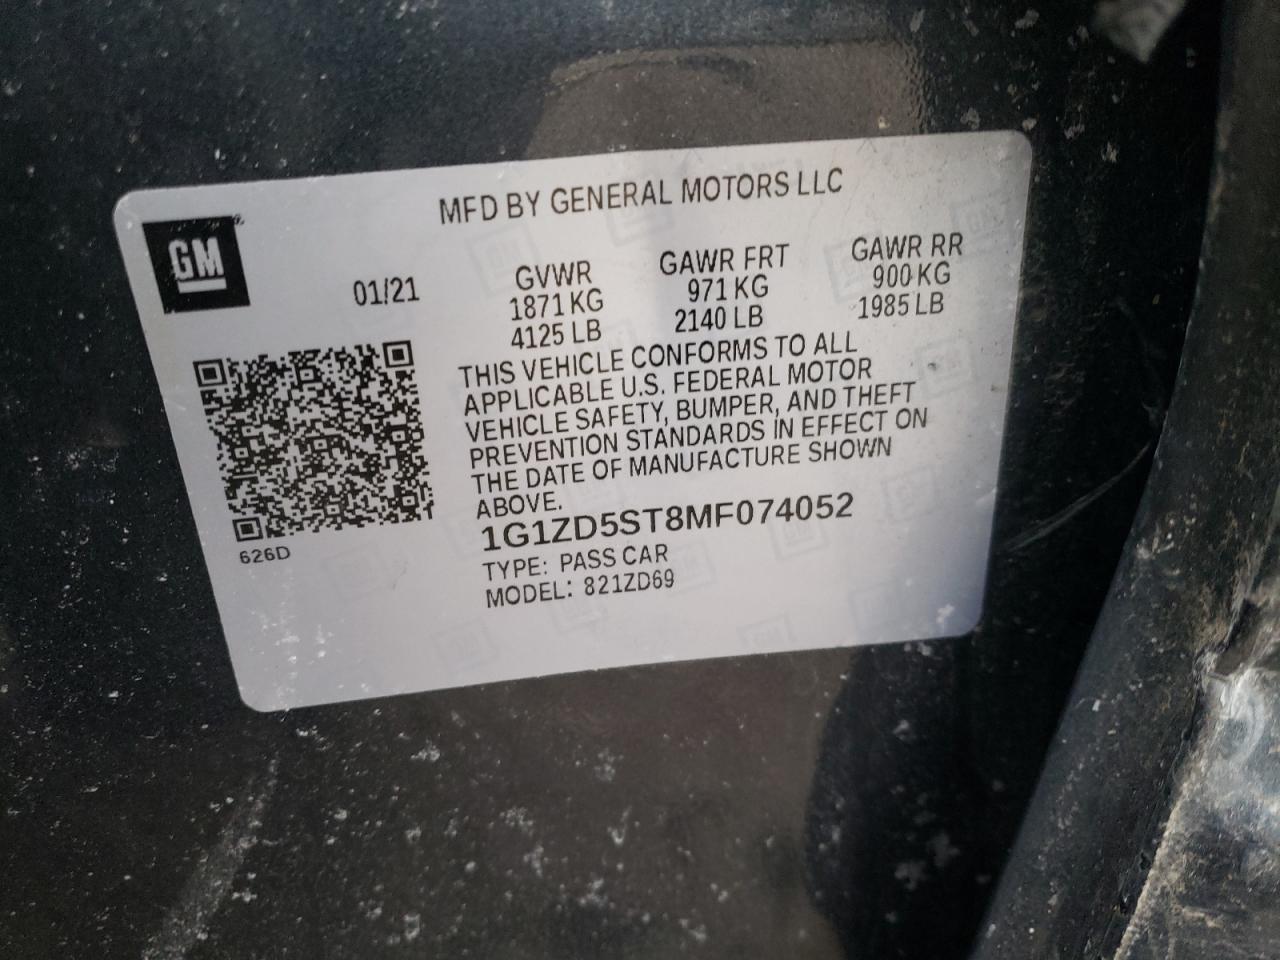 MFD BY GENERAL MOTORS LLC
GM
01/21
GVWR
1871 KG
4125 LB
GAWR FRT
971 KG
2140 LB
GAWR RR
900 KG
1985 LB
THIS VEHICLE CONFORMS TO ALL
APPLICABLE U.S. FEDERAL MOTOR
VEHICLE SAFETY, BUMPER, AND THEFT
PREVENTION STANDARDS IN EFFECT ON
THE DATE OF MANUFACTURE SHOWN
ABOVE.
1G1ZD5ST8MF074052
TYPE: PASS CAR
MODEL: 821ZD69
626D